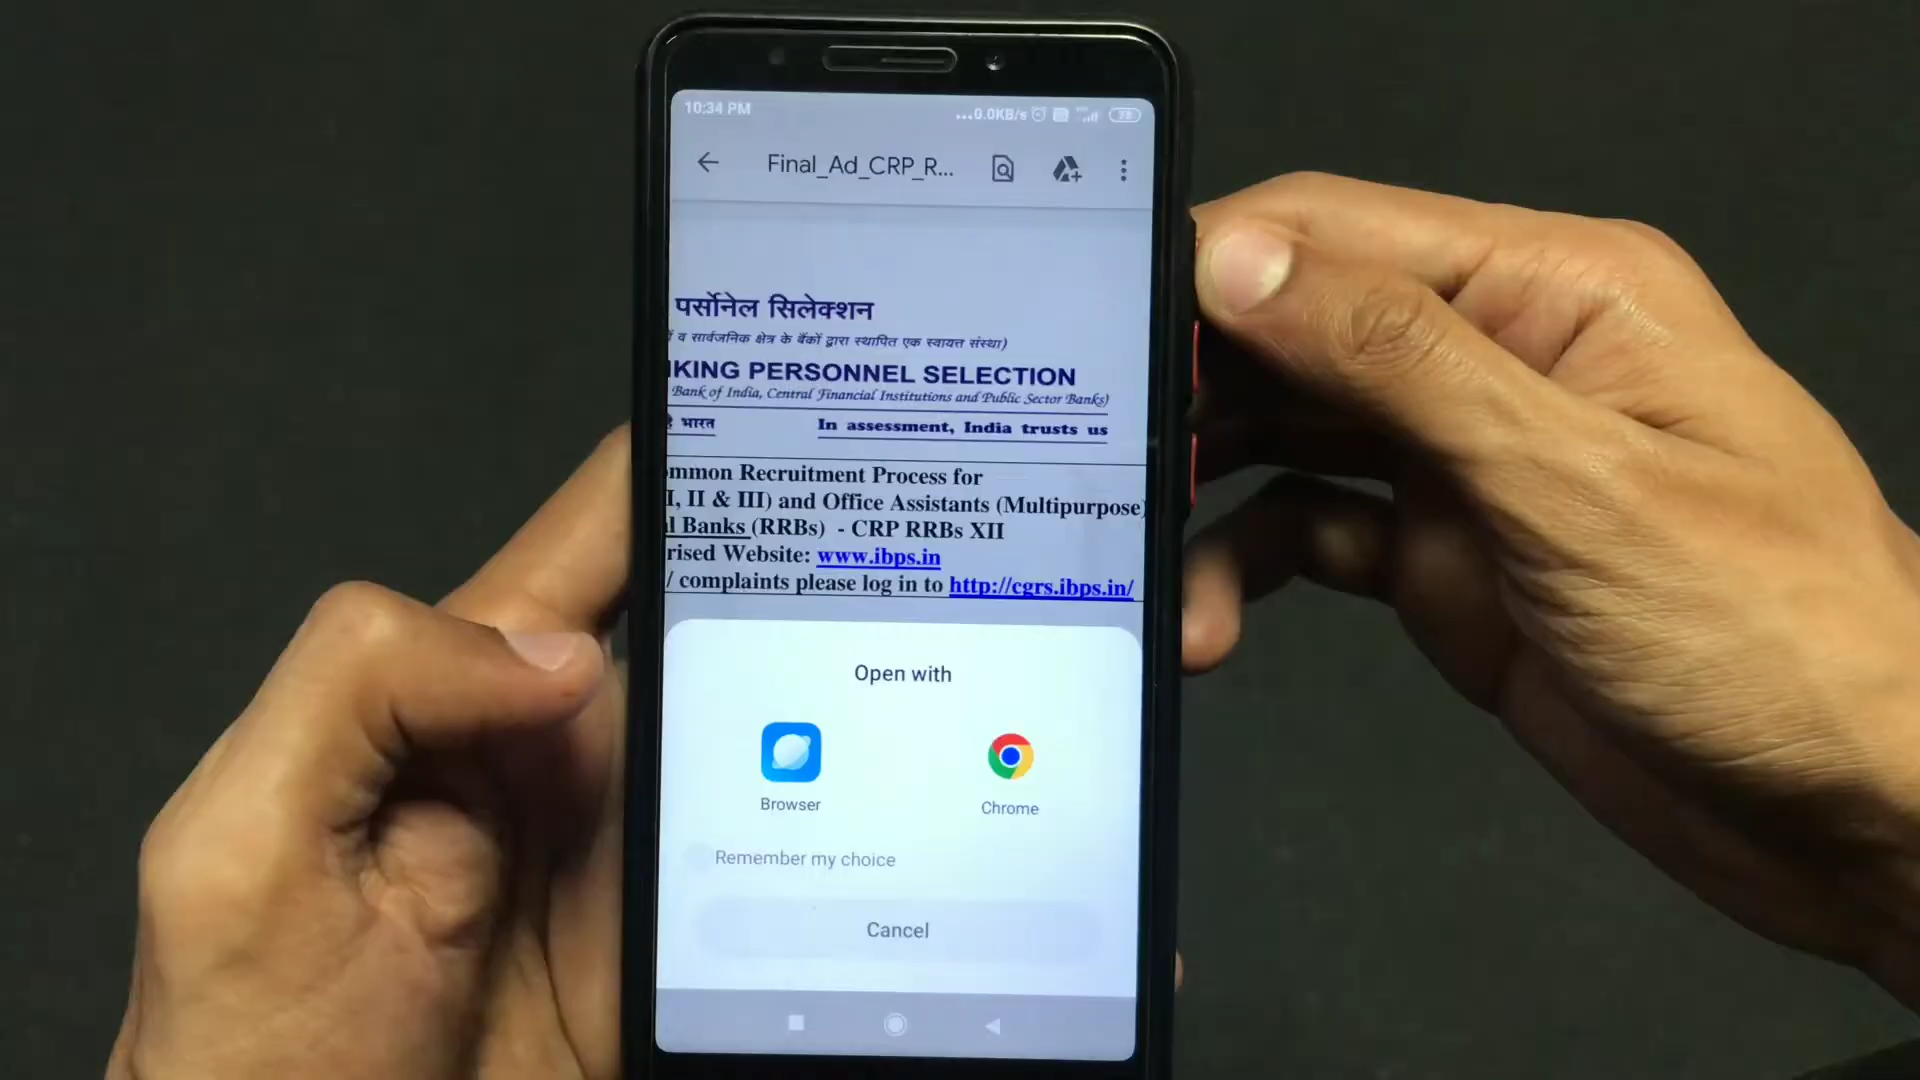 10:34 PM
...0.0KB/s
73
Final_Ad_CRP_R...
पर्सोनेल सिलेक्शन
व सार्वजनिक क्षेत्र के बैंकों द्वारा स्थापित एक स्वायत्त संस्था)
KING PERSONNEL SELECTION
Bank of India, Central Financial Institutions and Public Sector Banks)
भारत
In assessment, India trusts us
ommon Recruitment Process for
I, II & III) and Office Assistants (Multipurpose)
l Banks (RRBs) - CRP RRBs XII
rised Website: www.ibps.in
/ complaints please log in to http://cgrs.ibps.in/
Open with
Browser
Chrome
Remember my choice
Cancel